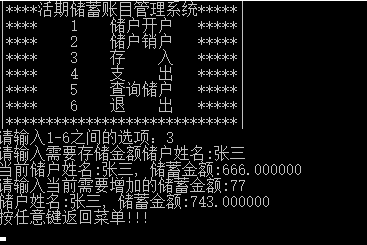 |****活期储蓄账目管理系统*****|
|**** 1 储户开户 *****|
|**** 2 储户销户 *****|
|**** 3 存 入 *****|
|**** 4 支 出 *****|
|**** 5 查询储户 *****|
|**** 6 退 出 *****|
|*****************************|
请输入1-6之间的选项：3
请输入需要存储金额储户姓名:张三
当前储户姓名:张三, 储蓄金额:666.000000
请输入当前需要增加的储蓄金额:77
储户姓名:张三, 储蓄金额:743.000000
按任意键返回菜单!!!